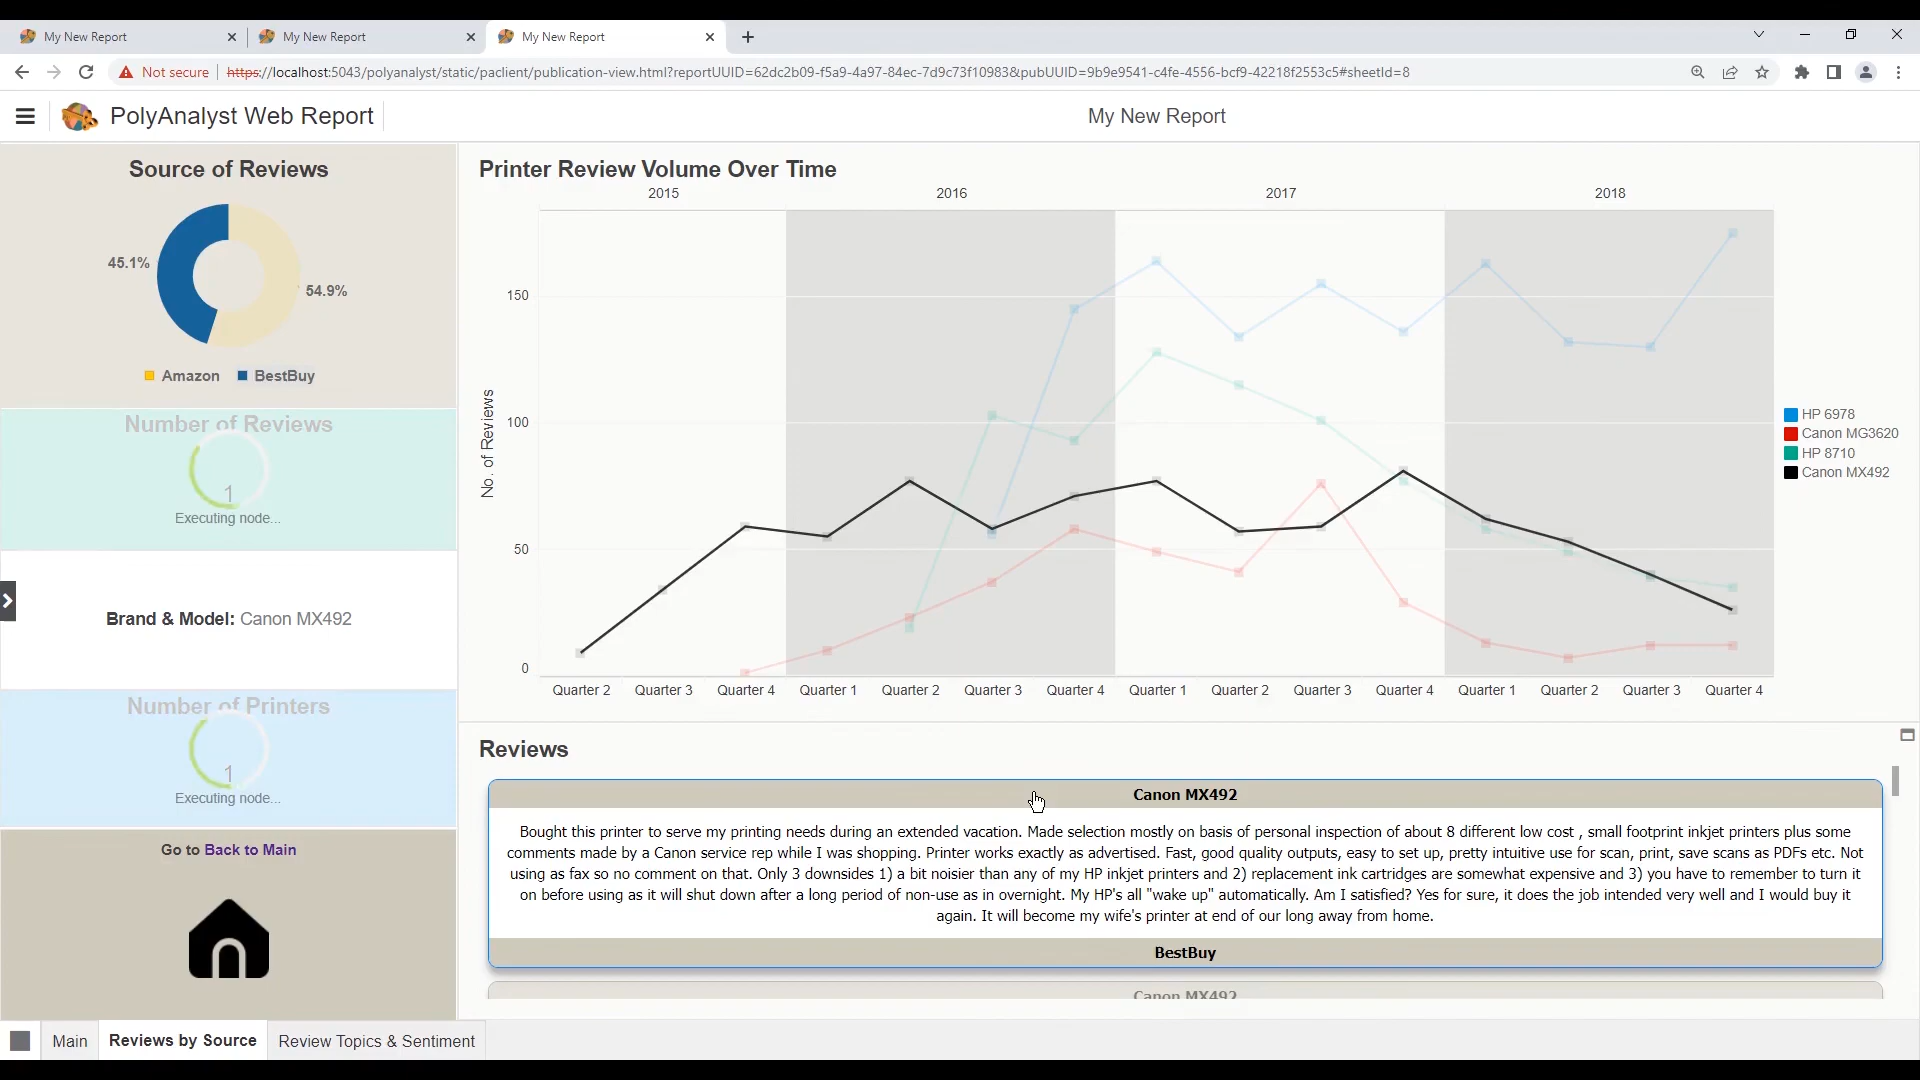 My New Report
My New Report
My New Report
Not secure
https://localhost:5043/polyanalyst/static/paclient/publication-view.html?reportUUID=62dc2b09-f5a9-4a97-84ec-7d9c73f10983&pubUUID=9b9e9541-c4fe-4556-bcf9-42218f2553c5#sheetId=8
PolyAnalyst Web Report
My New Report
Source of Reviews
45.1%
54.9%
Amazon
BestBuy
Number of Reviews
1
Executing node...
Brand & Model: Canon MX492
Number of Printers
1
Executing node...
Go to Back to Main
Printer Review Volume Over Time
2015 2016 2017 2018
No. of Reviews
150
100
50
0
Quarter 2 Quarter 3 Quarter 4 Quarter 1 Quarter 2 Quarter 3 Quarter 4 Quarter 1 Quarter 2 Quarter 3 Quarter 4 Quarter 1 Quarter 2 Quarter 3 Quarter 4
HP 6978
Canon MG3620
HP 8710
Canon MX492
Reviews
Canon MX492
Bought this printer to serve my printing needs during an extended vacation. Made selection mostly on basis of personal inspection of about 8 different low cost , small footprint inkjet printers plus some
comments made by a Canon service rep while I was shopping. Printer works exactly as advertised. Fast, good quality outputs, easy to set up, pretty intuitive use for scan, print, save scans as PDFs etc. Not
using as fax so no comment on that. Only 3 downsides 1) a bit noisier than any of my HP inkjet printers and 2) replacement ink cartridges are somewhat expensive and 3) you have to remember to turn it
on before using as it will shut down after a long period of non-use as in overnight. My HP's all "wake up" automatically. Am I satisfied? Yes for sure, it does the job intended very well and I would buy it
again. It will become my wife's printer at end of our long away from home.
BestBuy
Canon MX492
Main
Reviews by Source
Review Topics & Sentiment